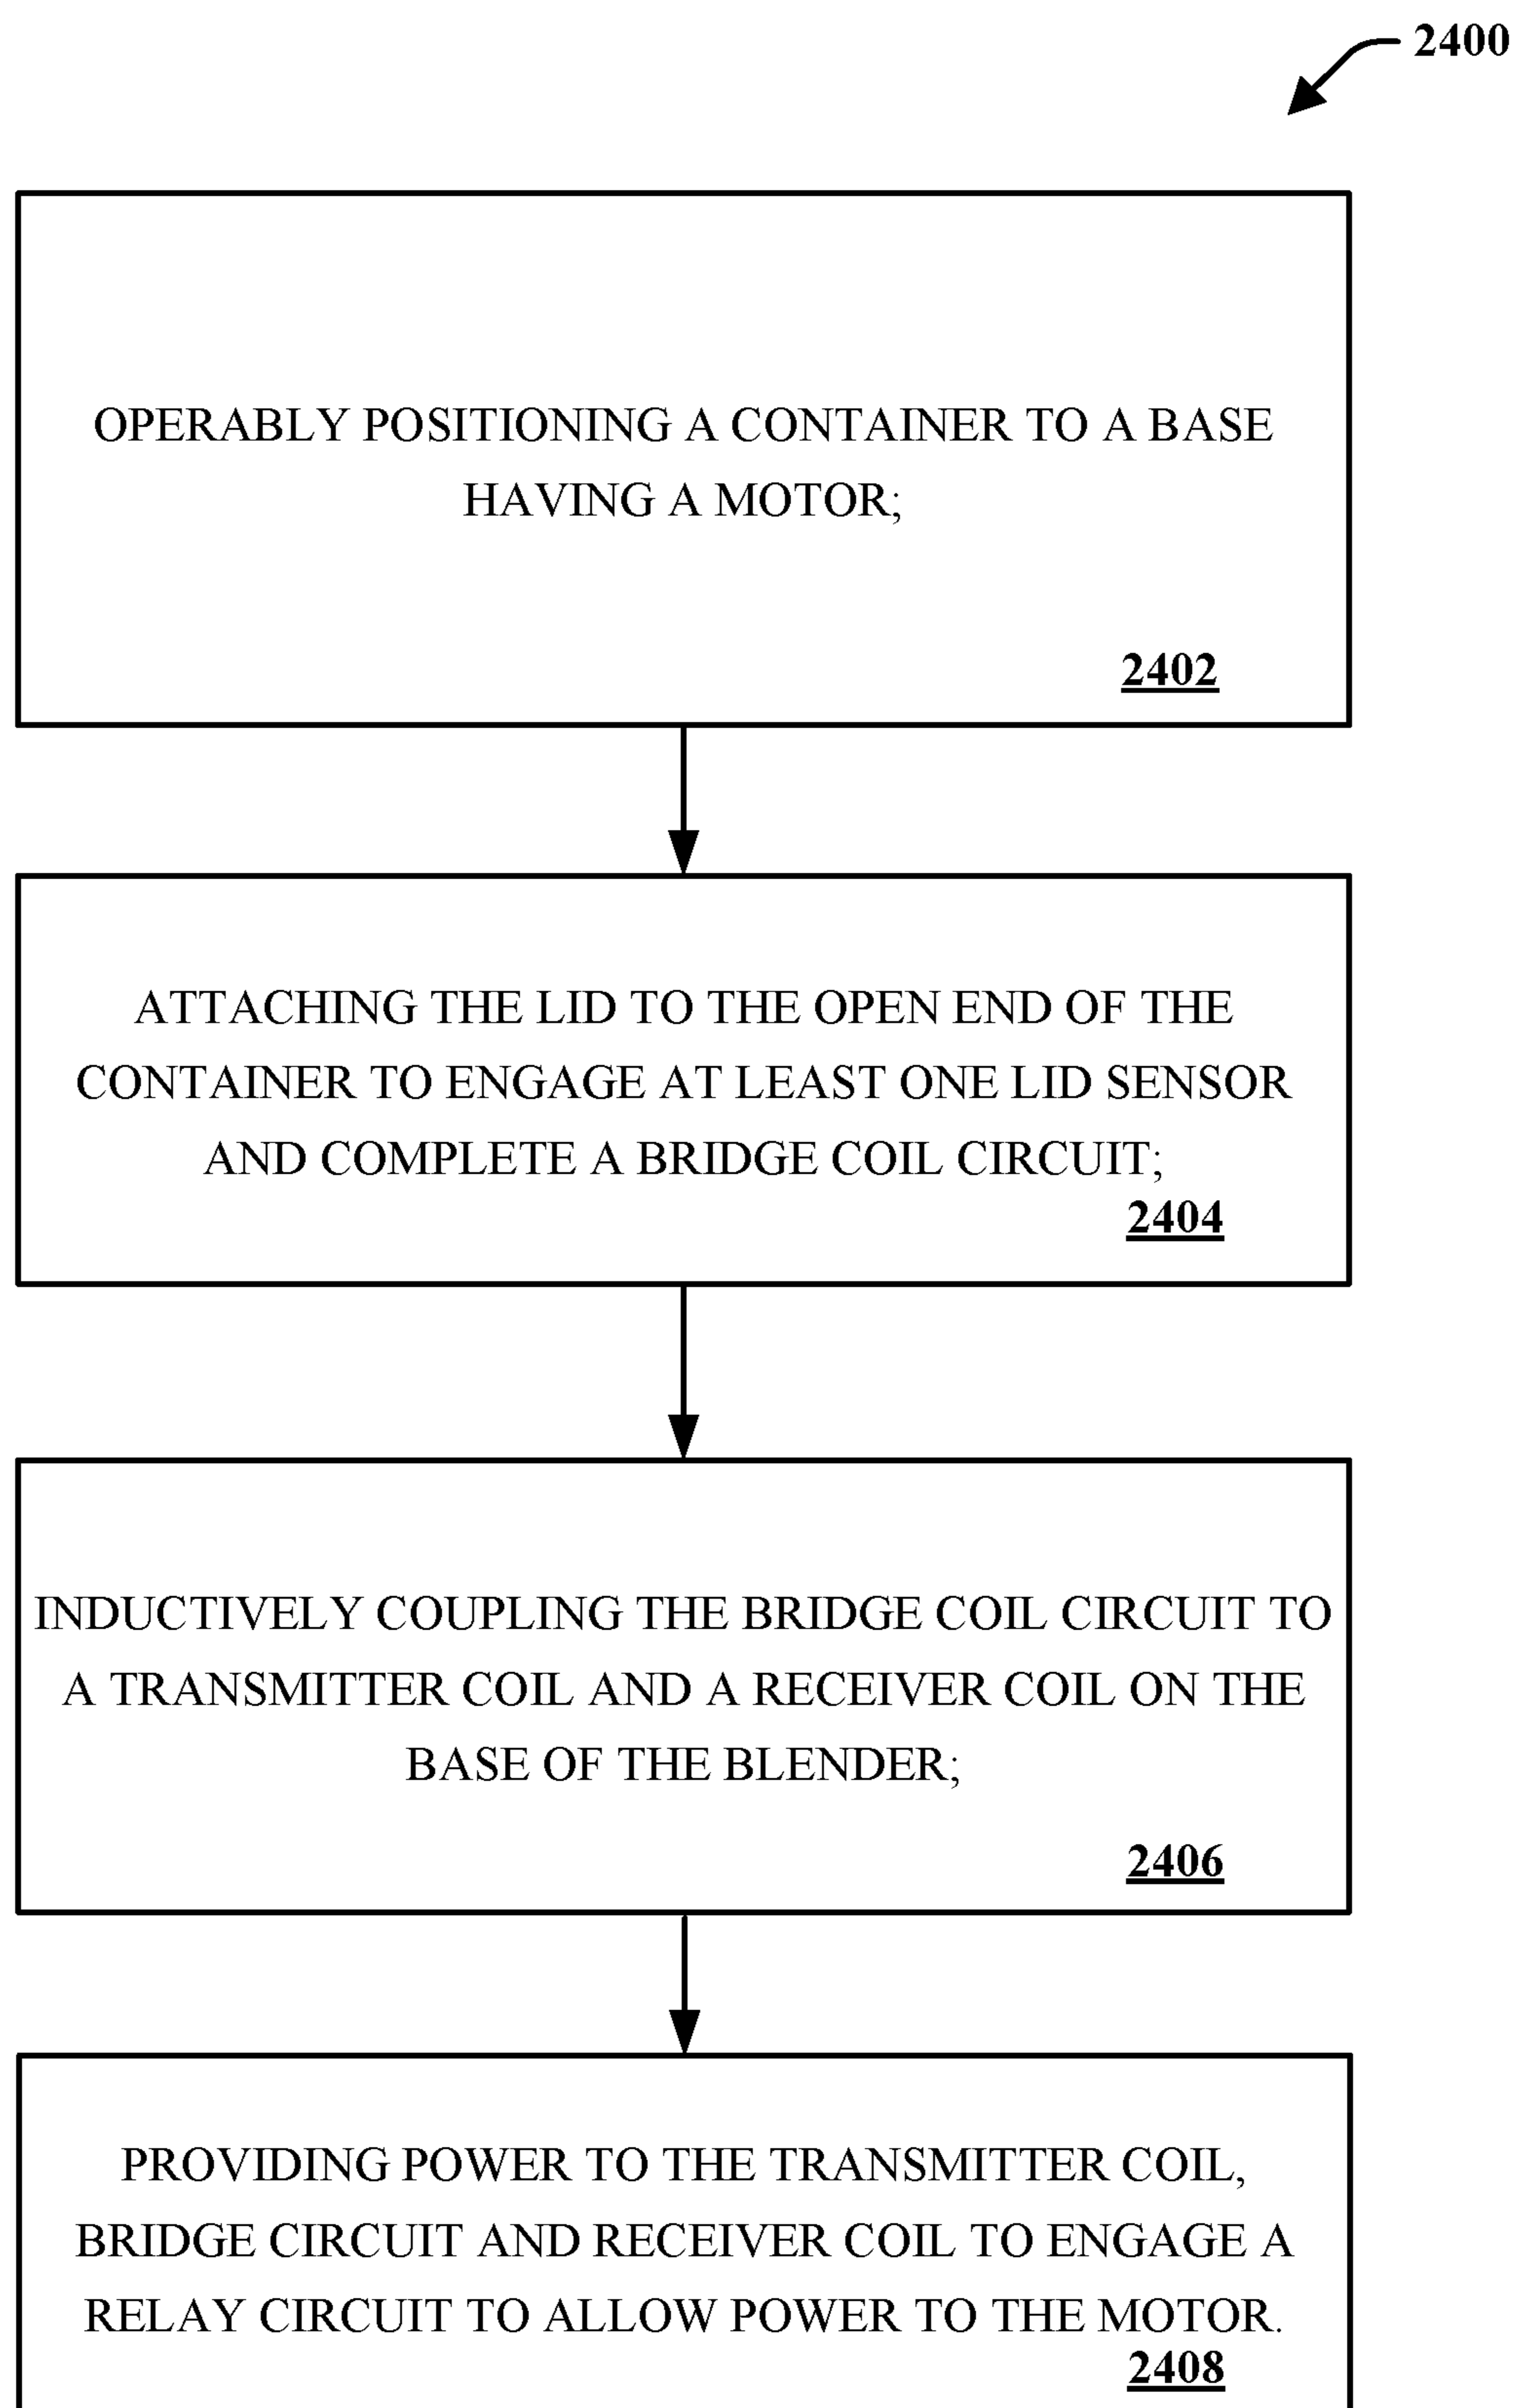 2400
OPERABLY POSITIONING A CONTAINER TO A BASE
HAVING A MOTOR;
2402
ATTACHING THE LID TO THE OPEN END OF THE
CONTAINER TO ENGAGE AT LEAST ONE LID SENSOR
AND COMPLETE A BRIDGE COIL CIRCUIT;
2404
INDUCTIVELY COUPLING THE BRIDGE COIL CIRCUIT TO
A TRANSMITTER COIL AND A RECEIVER COIL ON THE
BASE OF THE BLENDER;
2406
PROVIDING POWER TO THE TRANSMITTER COIL,
BRIDGE CIRCUIT AND RECEIVER COIL TO ENGAGE A
RELAY CIRCUIT TO ALLOW POWER TO THE MOTOR.
2408